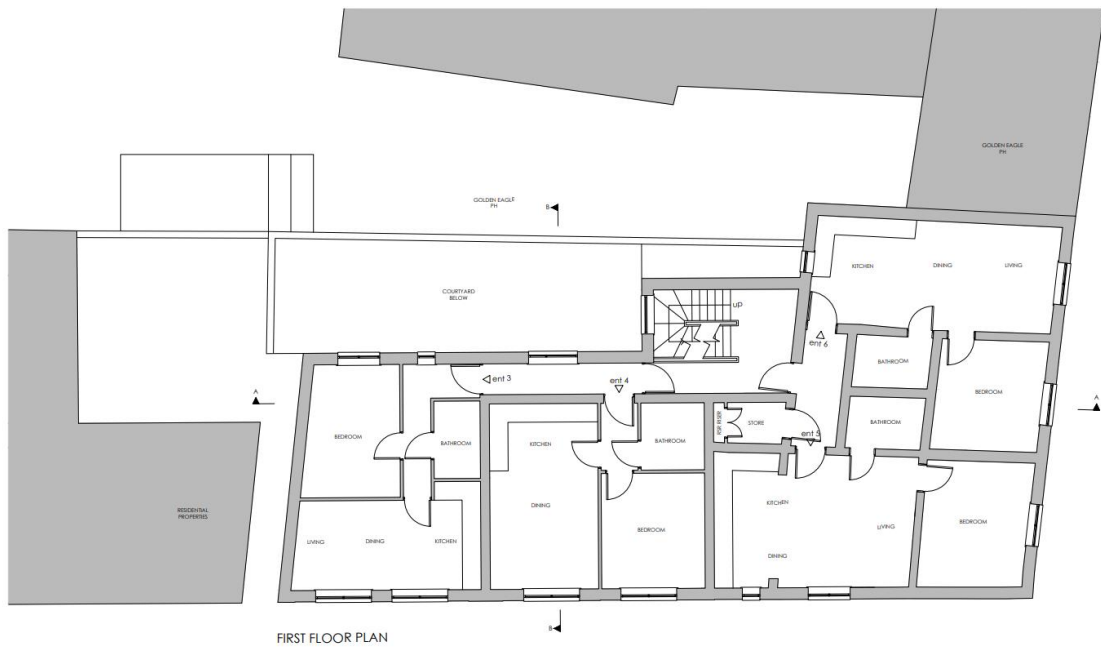 GOLDEN EAGLE
PH
GOLDEN EAGLE
PH
B
KITCHEN
DINING
LIVING
COURTYARD
BELOW
up
ent 6
BATHROOM
ent 3
ent 4
BEDROOM
A
A
BEDROOM
BATHROOM
KITCHEN
BATHROOM
RISER
STORE
BATHROOM
ent 5
RESIDENTIAL
PROPERTIES
LIVING
DINING
KITCHEN
DINING
BEDROOM
KITCHEN
DINING
LIVING
BEDROOM
B
FIRST FLOOR PLAN